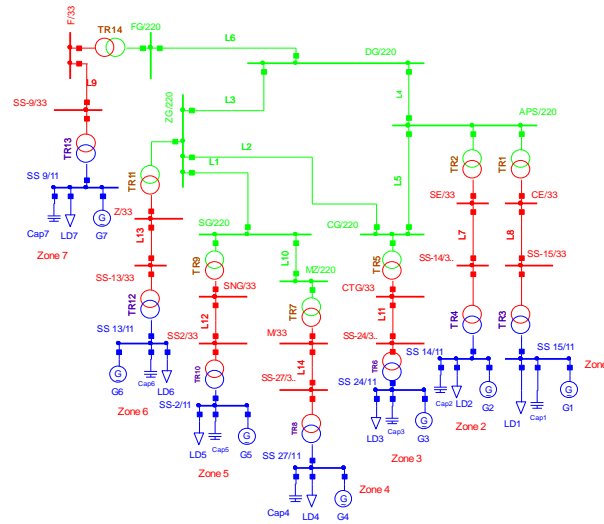 F/33
TR14
FG/220
L6
DG/220
L9
ZG/220
L3
L4
SS-9/33
APS/220
TR13
L2
L1
TR11
TR2
TR1
SS 9/11
L5
SE/33
CE/33
Cap7
LD7
G
G7
Z/33
SG/220
CG/220
L13
L7
L8
Zone 7
TR9
L10
MZ/220
TR5
SS-14/3..
SS-15/33
SS-13/33
SNG/33
CTG/33
TR12
TR7
L11
TR4
TR3
L12
SS2/33
M/33
SS-24/3..
SS 13/11
TR10
L14
TR6
SS 14/11
SS 15/11
SS-27/3..
SS 24/11
Zone
G
G6
Cap6
LD6
Cap2
LD2
G
G2
LD1
Cap1
G
G1
Zone 6
SS-2/11
TR8
LD5
Cap5
G
G5
LD3
Cap3
G
G3
Zone 2
SS 27/11
Zone 3
Zone 5
Zone 4
Cap4
LD4
G
G4